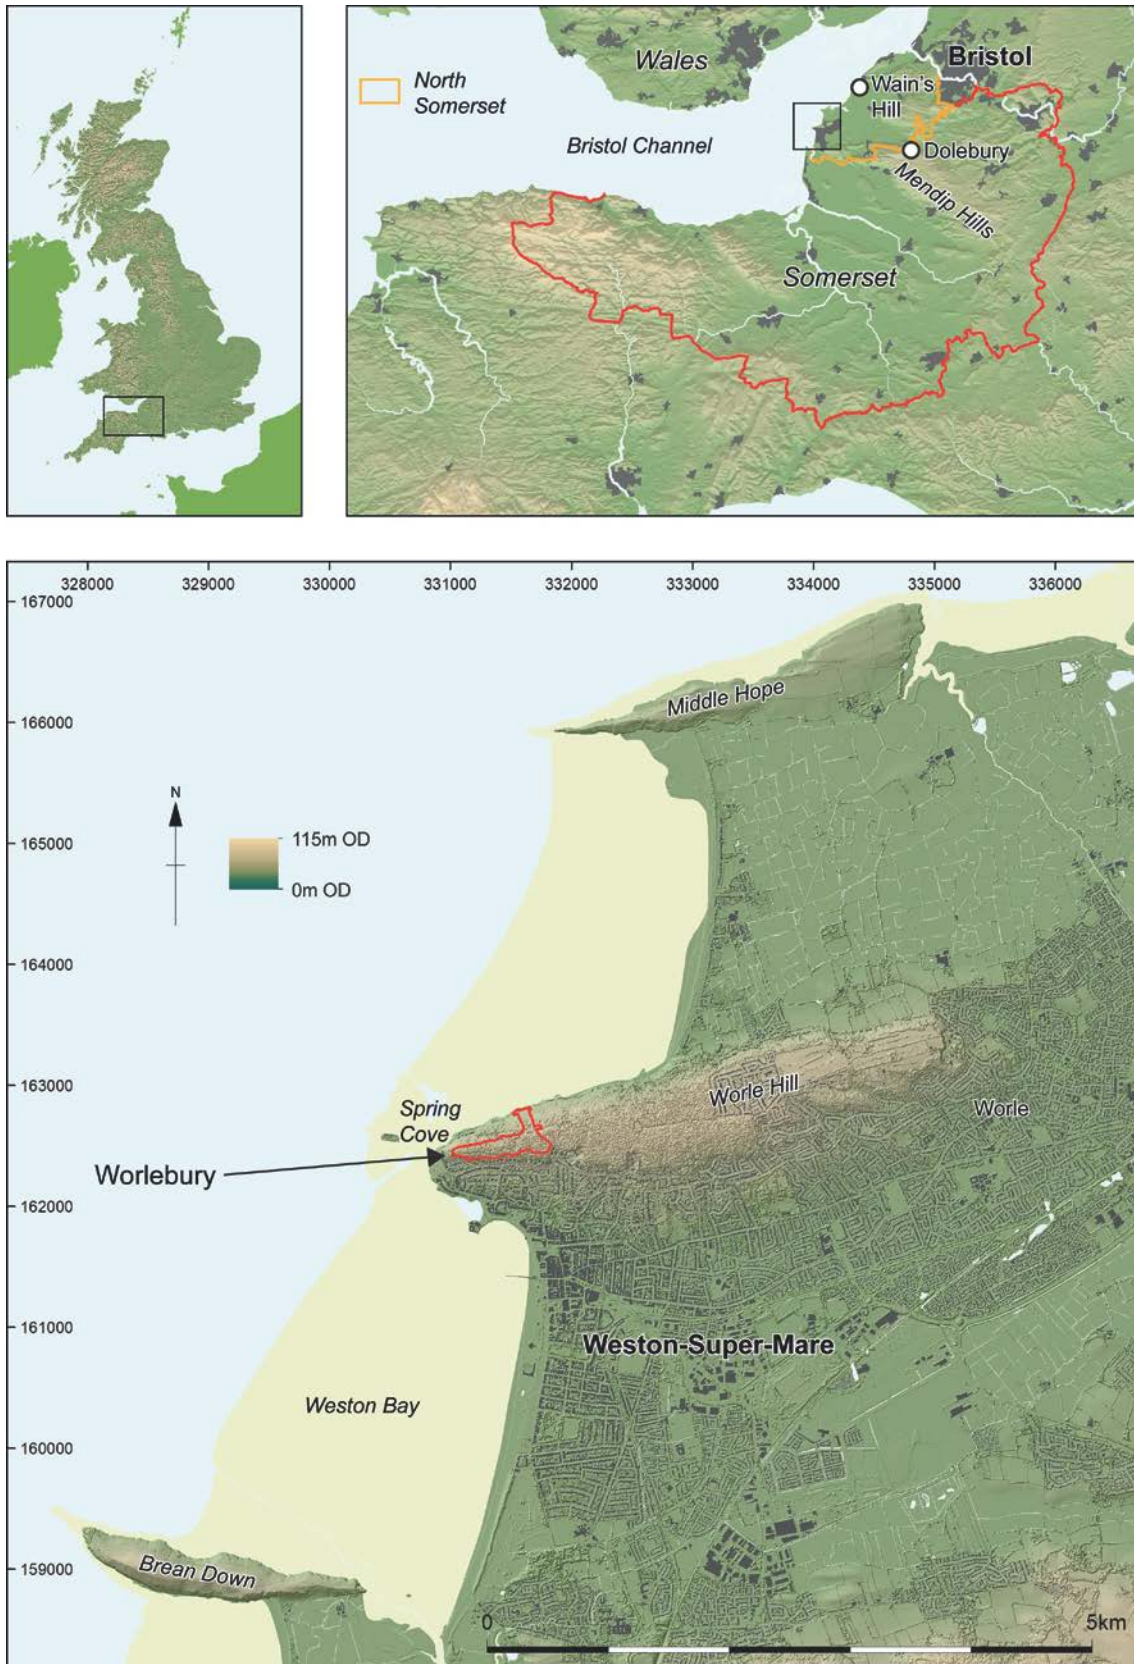 Wales
Bristol
North
Somerset
Wain's
Hill
Bristol Channel
Dolebury
Mendip Hills
Somerset
328000 329000 330000 331000 332000 333000 334000 335000 336000
167000
Middle Hope
166000
N
165000
115m OD
0m OD
164000
163000
Worle Hill
Spring
Cove
Worle
Worlebury
162000
161000
Weston-Super-Mare
Weston Bay
160000
159000
Brean Down
0 5km